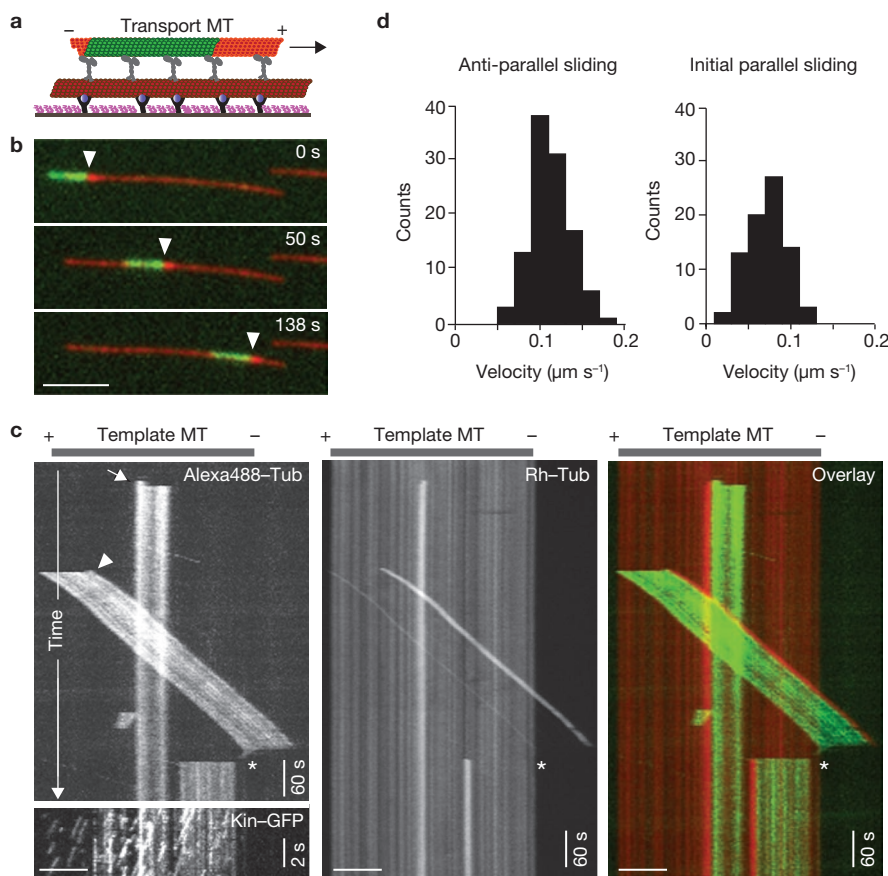 a
Transport MT
– +
b
0 s
50 s
138 s
d
Anti-parallel sliding
Initial parallel sliding
40
30
20
10
0
Counts
0 0.1 0.2
Velocity (µm s⁻¹)
40
30
20
10
0
Counts
0 0.1 0.2
Velocity (µm s⁻¹)
c
+ Template MT –
Alexa488–Tub
Time
*
60 s
Kin–GFP
2 s
+ Template MT –
Rh–Tub
*
60 s
+ Template MT –
Overlay
*
60 s